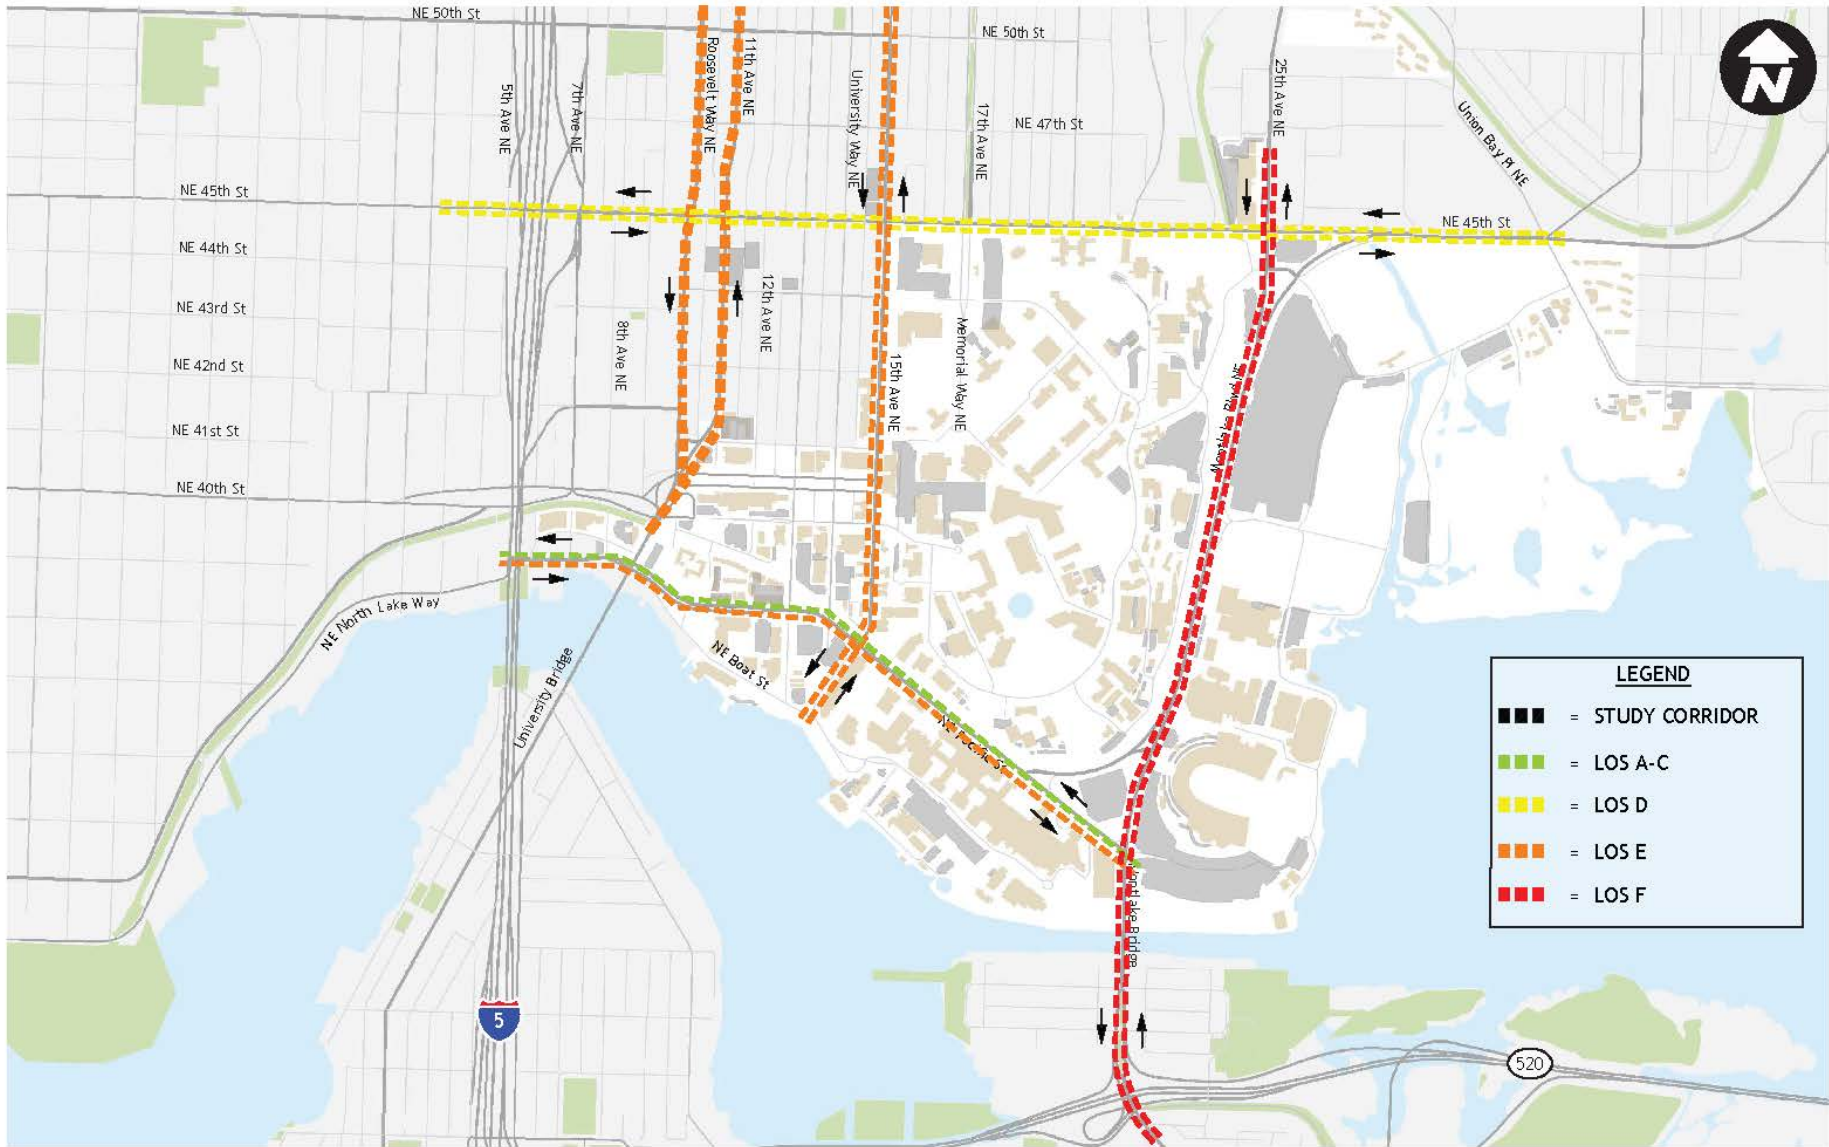 NE 50th St
NE 50th St
N
Roosevelt Way NE
11th Ave NE
University Way NE
5th Ave NE
7th Ave NE
17th Ave NE
25th Ave NE
NE 47th St
Union Bay Pl NE
NE 45th St
NE 45th St
NE 44th St
NE 43rd St
12th Ave NE
8th Ave NE
Memorial Way NE
15th Ave NE
NE 42nd St
NE 41st St
NE 40th St
NE North Lake Way
University Bridge
NE Boat St
NE Pacific St
Bridge
5
520
LEGEND
= STUDY CORRIDOR
= LOS A-C
= LOS D
= LOS E
= LOS F